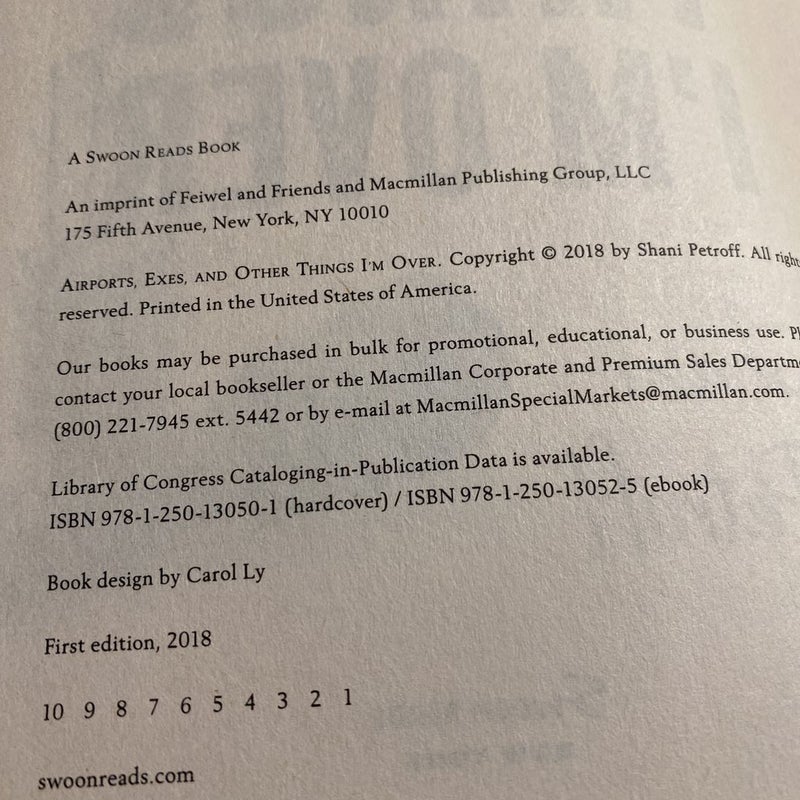 A Swoon Reads Book
An imprint of Feiwel and Friends and Macmillan Publishing Group, LLC
175 Fifth Avenue, New York, NY 10010
Airports, Exes, and Other Things I'm Over. Copyright © 2018 by Shani Petroff. All right
reserved. Printed in the United States of America.
Our books may be purchased in bulk for promotional, educational, or business use. Pl
contact your local bookseller or the Macmillan Corporate and Premium Sales Departm
(800) 221-7945 ext. 5442 or by e-mail at MacmillanSpecialMarkets@macmillan.com.
Library of Congress Cataloging-in-Publication Data is available.
ISBN 978-1-250-13050-1 (hardcover) / ISBN 978-1-250-13052-5 (ebook)
Book design by Carol Ly
First edition, 2018
10 9 8 7 6 5 4 3 2 1
swoonreads.com